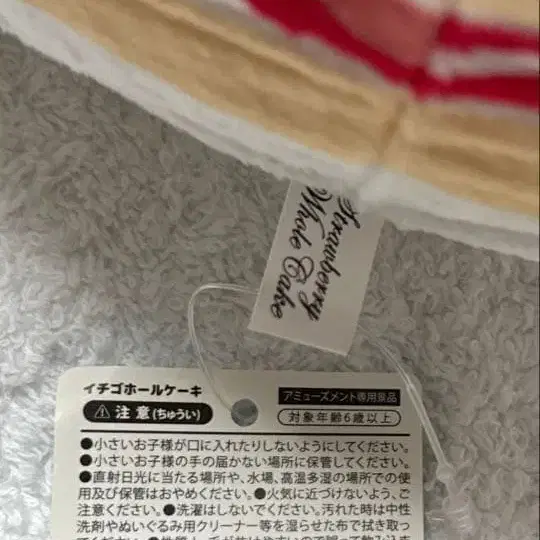 Strawberry
Whole Cake
イチゴホールケーキ
注意(ちゅうい)
アミューズメント専用景品
対象年齢6歳以上
●小さいお子様が口に入れたりしないようにしてください。
●小さいお子様の手の届かない場所に保管してください。
●直射日光に当たる場所や、水場、高温多湿の場所での使
用及び保管はおやめください。●火気に近づけないよう、ご
注意ください。●洗濯はしないでください。汚れた時は中性
洗剤やぬいぐるみ用クリーナー等を湿らせた布で拭き取っ